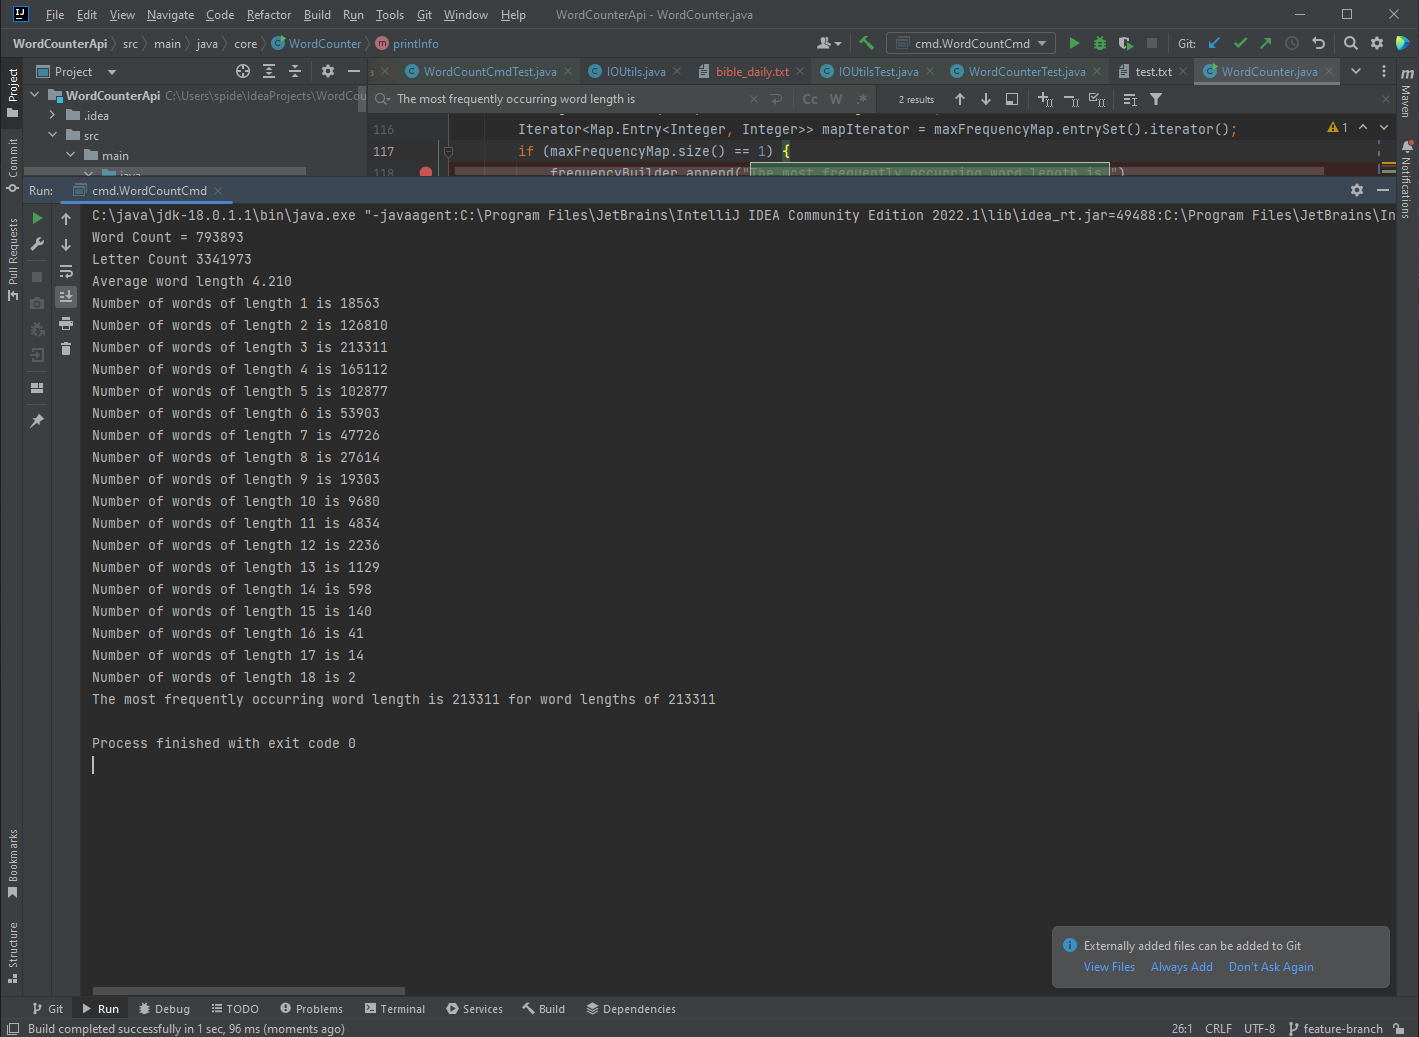 File Edit View Navigate Code Refactor Build Run Tools Git Window Help WordCounterApi - WordCounter.java
WordCounterApi src main java core WordCounter printInfo cmd.WordCountCmd Git:
Project WordCountCmdTest.java IOUtils.java bible_daily.txt IOUtilsTest.java WordCounterTest.java test.txt WordCounter.java
WordCounterApi C:\Users\spide\IdeaProjects\WordCou The most frequently occurring word length is Cc W .* 2 results
.idea
src
main
java
116 Iterator<Map.Entry<Integer, Integer>> mapIterator = maxFrequencyMap.entrySet().iterator(); 1
117 if (maxFrequencyMap.size() == 1) {
118 frequencyBuilder.append("The most frequently occurring word length is ")
Run: cmd.WordCountCmd
C:\java\jdk-18.0.1.1\bin\java.exe "-javaagent:C:\Program Files\JetBrains\IntelliJ IDEA Community Edition 2022.1\lib\idea_rt.jar=49488:C:\Program Files\JetBrains\In
Word Count = 793893
Letter Count 3341973
Average word length 4.210
Number of words of length 1 is 18563
Number of words of length 2 is 126810
Number of words of length 3 is 213311
Number of words of length 4 is 165112
Number of words of length 5 is 102877
Number of words of length 6 is 53903
Number of words of length 7 is 47726
Number of words of length 8 is 27614
Number of words of length 9 is 19303
Number of words of length 10 is 9680
Number of words of length 11 is 4834
Number of words of length 12 is 2236
Number of words of length 13 is 1129
Number of words of length 14 is 598
Number of words of length 15 is 140
Number of words of length 16 is 41
Number of words of length 17 is 14
Number of words of length 18 is 2
The most frequently occurring word length is 213311 for word lengths of 213311
Process finished with exit code 0
Project
Commit
Pull Requests
Bookmarks
Structure
Maven
Notifications
Externally added files can be added to Git
View Files Always Add Don't Ask Again
Git Run Debug TODO Problems Terminal Services Build Dependencies
Build completed successfully in 1 sec, 96 ms (moments ago) 26:1 CRLF UTF-8 feature-branch